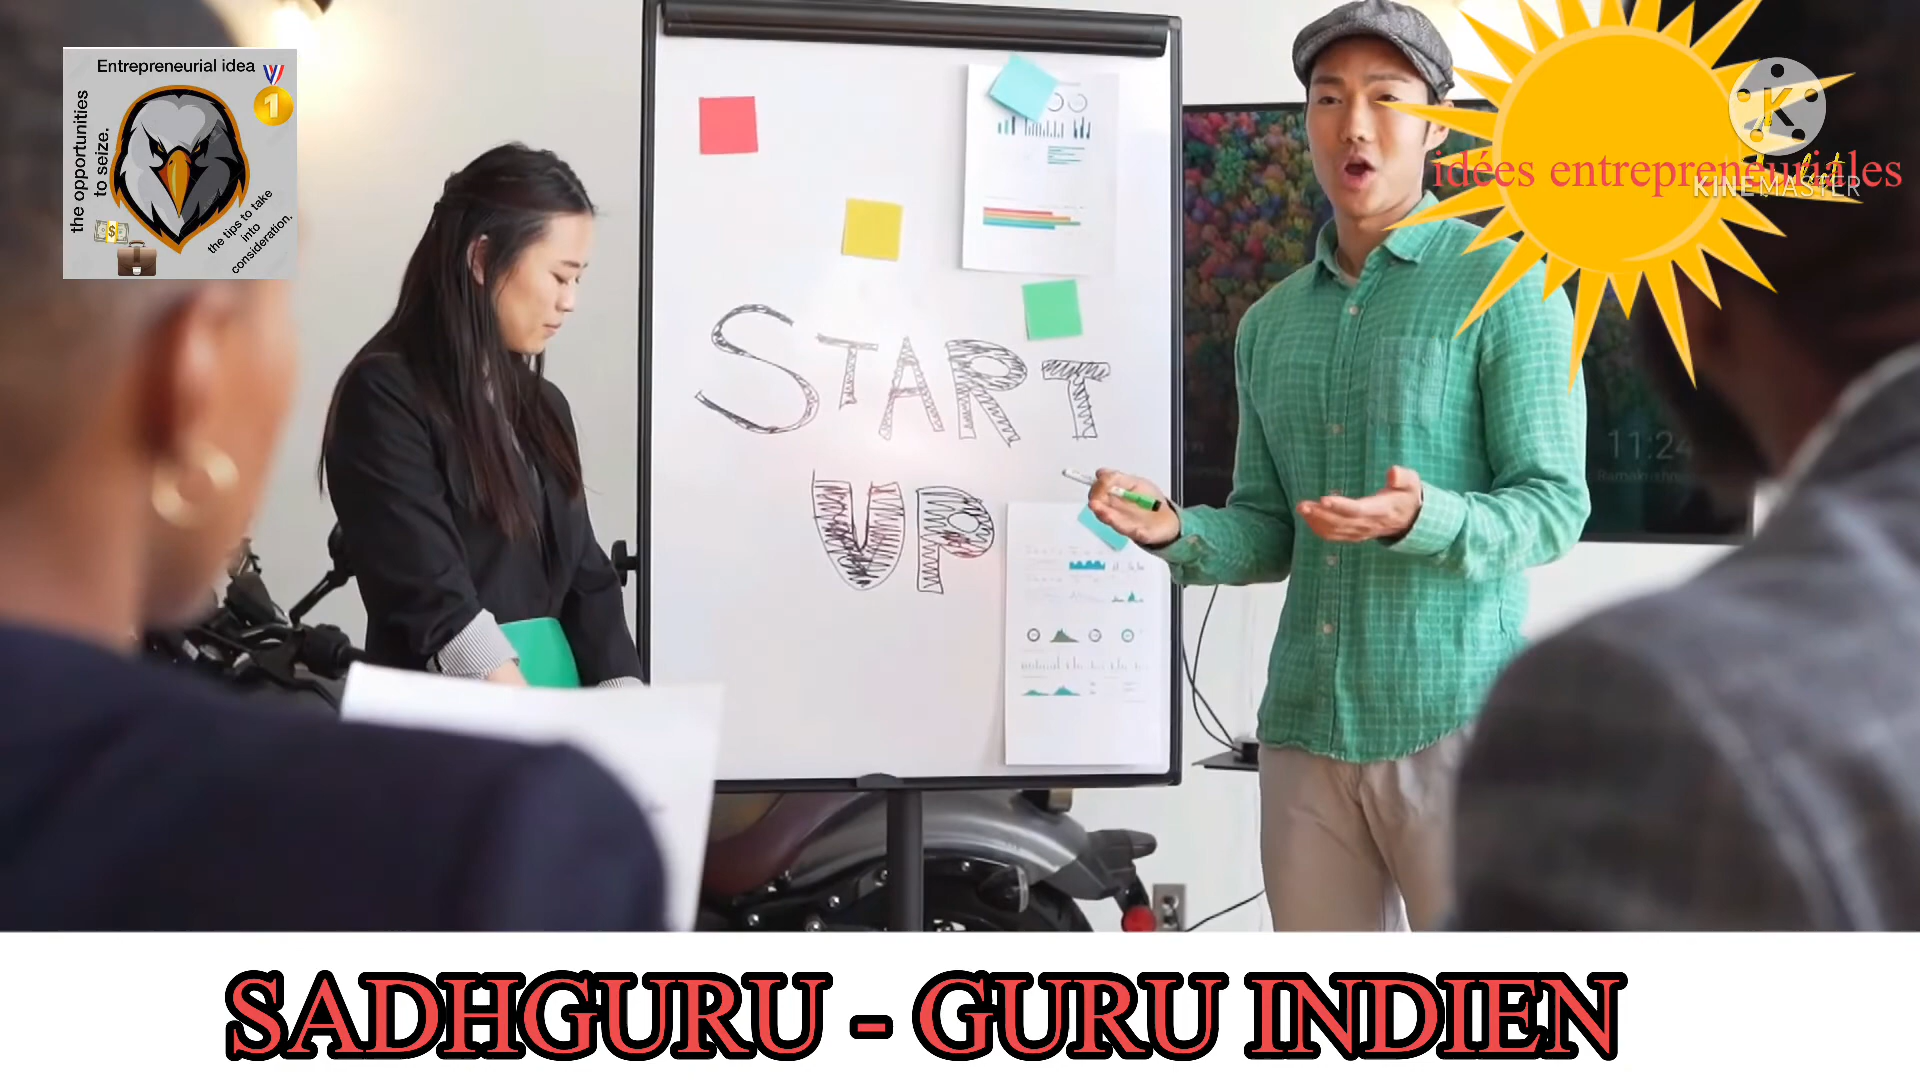 Entrepreneurial idea
1
the opportunities
to seize.
the tips to take
into
consideration.
$
START
UP
K
idées entrepreneuriales
KINEMASTER
11:24
SADHGURU - GURU INDIEN